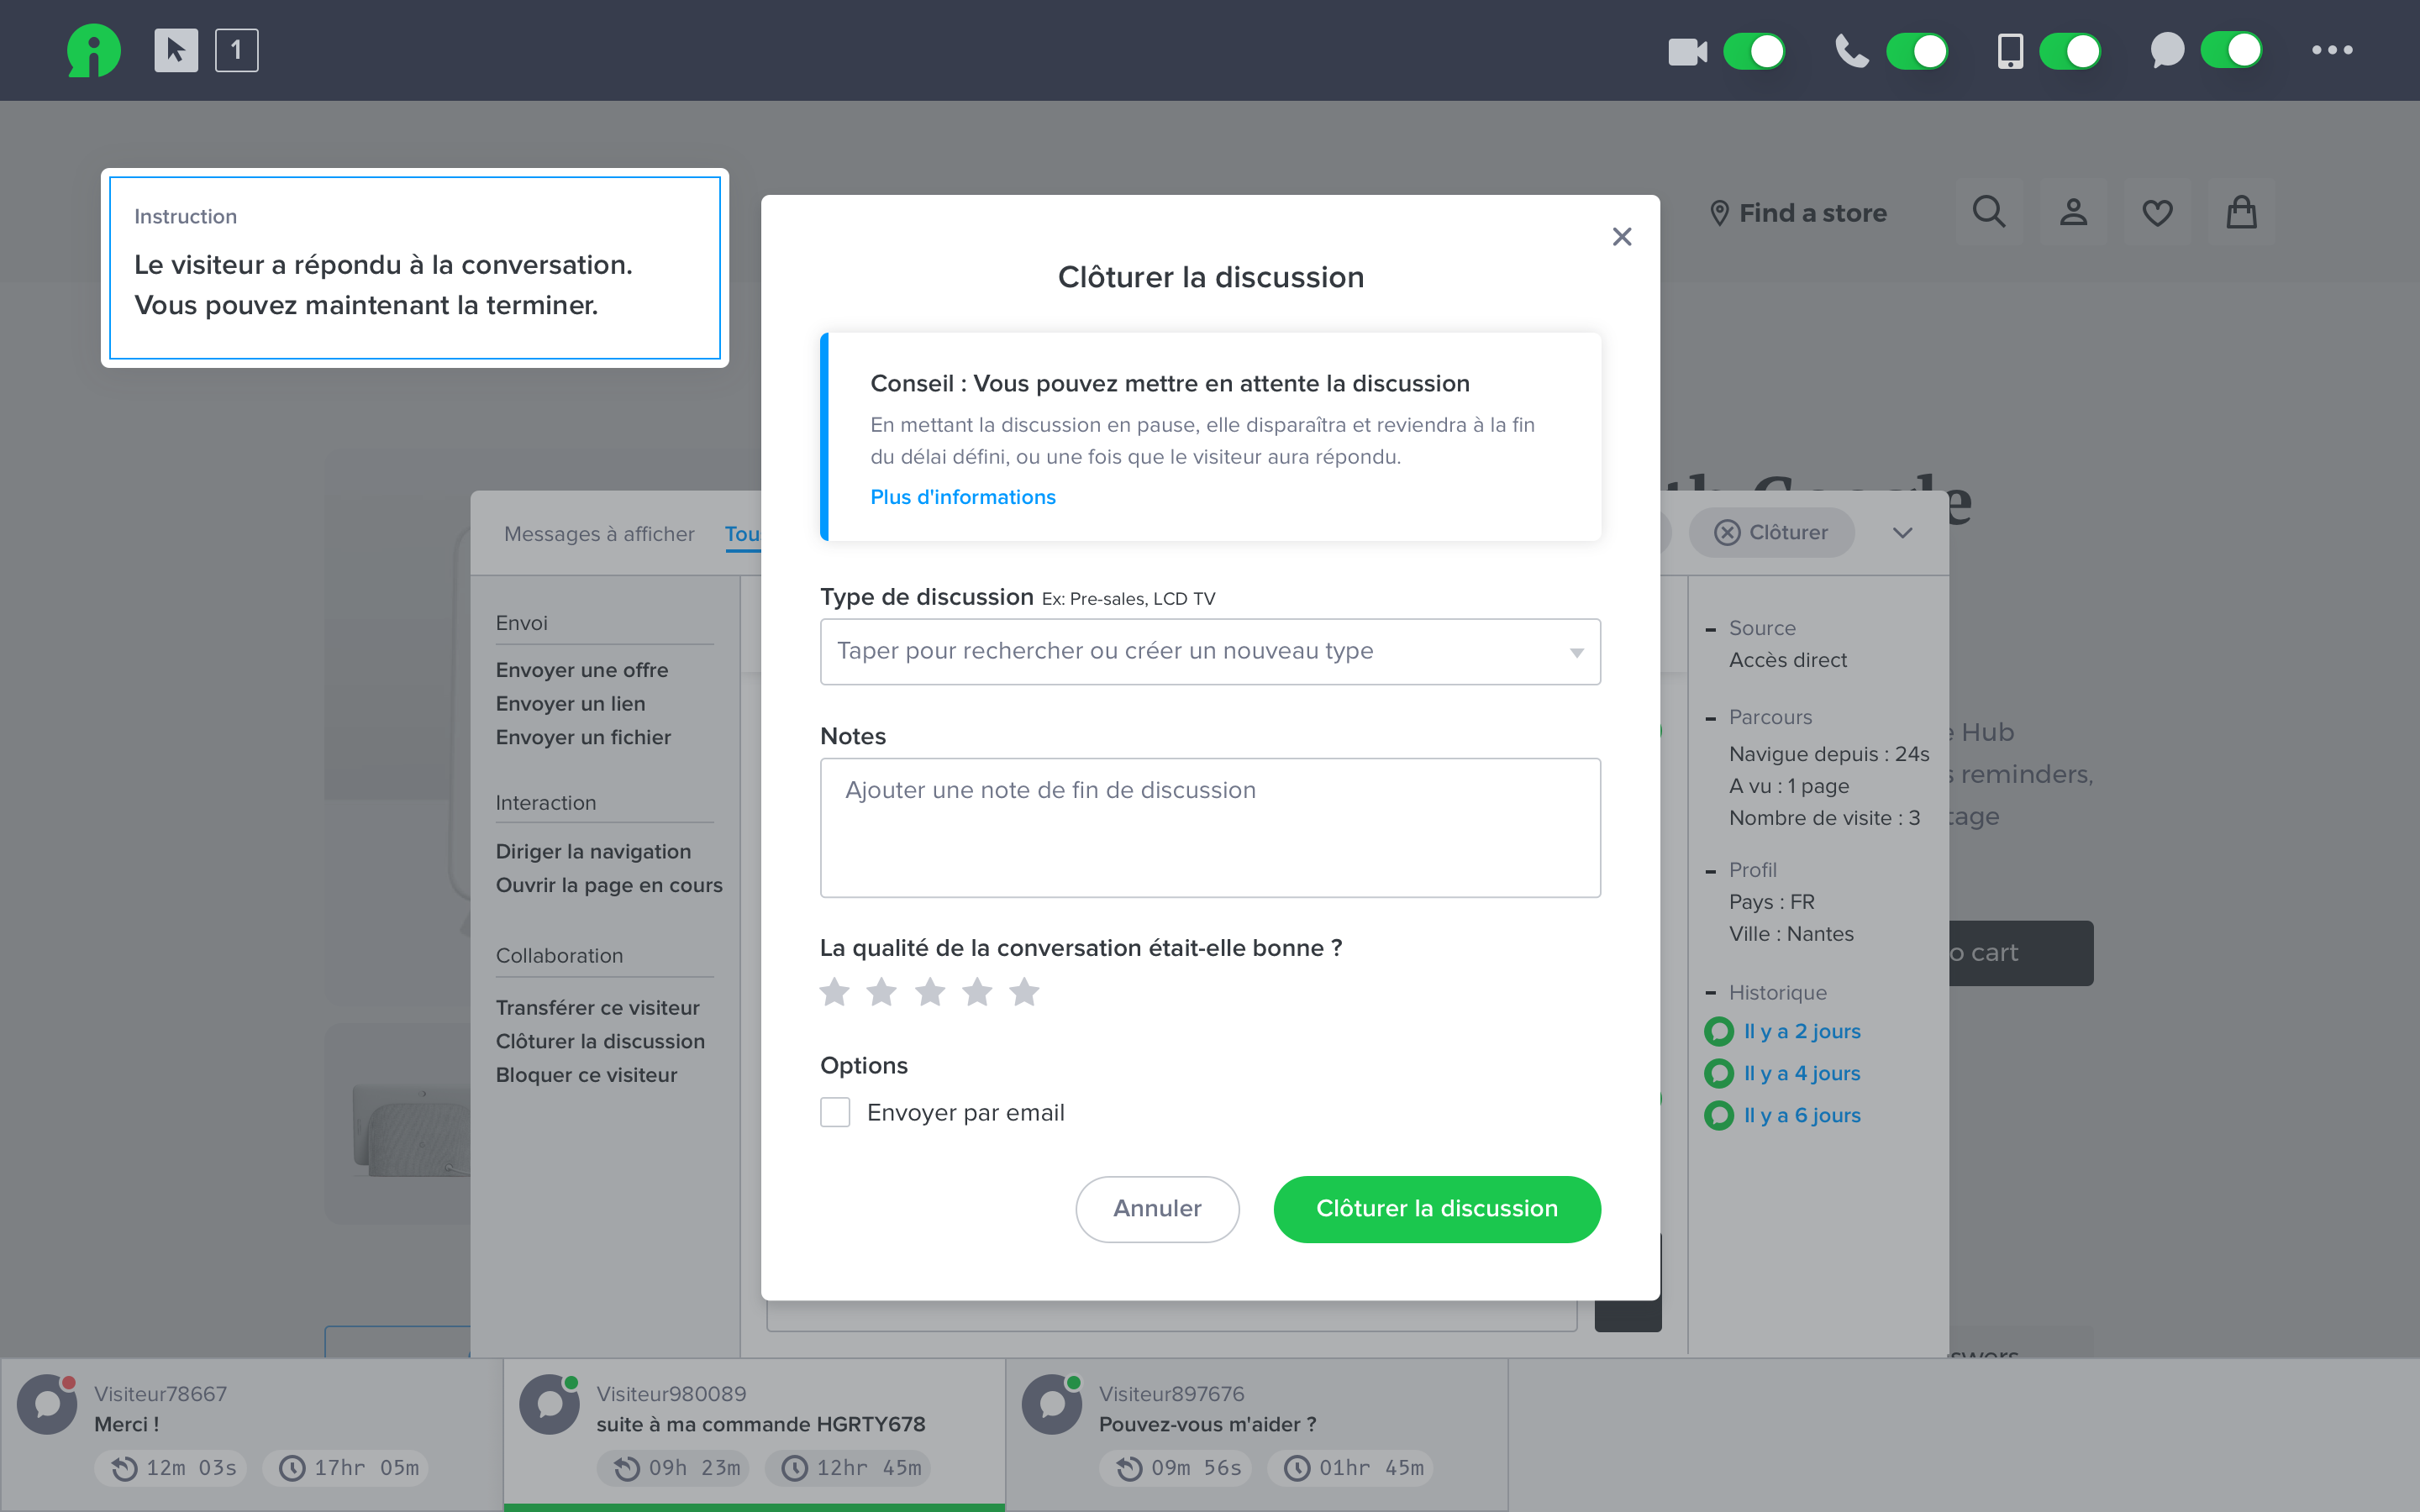 1
Find a store
Instruction
Le visiteur a répondu à la conversation.
Vous pouvez maintenant la terminer.
Clôturer la discussion
Conseil : Vous pouvez mettre en attente la discussion
En mettant la discussion en pause, elle disparaîtra et reviendra à la fin
du délai défini, ou une fois que le visiteur aura répondu.
Plus d'informations
Type de discussion Ex: Pre-sales, LCD TV
Taper pour rechercher ou créer un nouveau type
Notes
Ajouter une note de fin de discussion
La qualité de la conversation était-elle bonne ?
Options
Envoyer par email
Annuler
Clôturer la discussion
Messages à afficher
Clôturer
Envoi
Envoyer une offre
Envoyer un lien
Envoyer un fichier
Interaction
Diriger la navigation
Ouvrir la page en cours
Collaboration
Transférer ce visiteur
Clôturer la discussion
Bloquer ce visiteur
Source
Accès direct
Parcours
Navigue depuis : 24s
A vu : 1 page
Nombre de visite : 3
Profil
Pays : FR
Ville : Nantes
Historique
Il y a 2 jours
Il y a 4 jours
Il y a 6 jours
Hub
reminders,
cart
Visiteur78667
Merci !
12m 03s 17hr 05m
Visiteur980089
suite à ma commande HGRTY678
09h 23m 12hr 45m
Visiteur897676
Pouvez-vous m'aider ?
09m 56s 01hr 45m